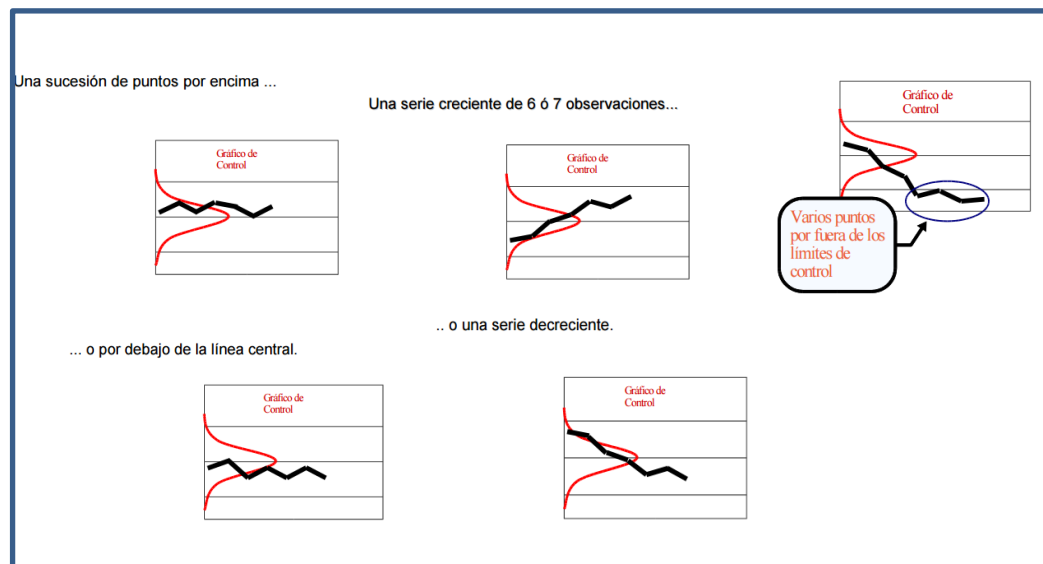 Una sucesión de puntos por encima ...
Gráfico de
Control
... o por debajo de la línea central.
Gráfico de
Control
Una serie creciente de 6 ó 7 observaciones...
Gráfico de
Control
.. o una serie decreciente.
Gráfico de
Control
Gráfico de
Control
Varios puntos
por fuera de los
límites de
control